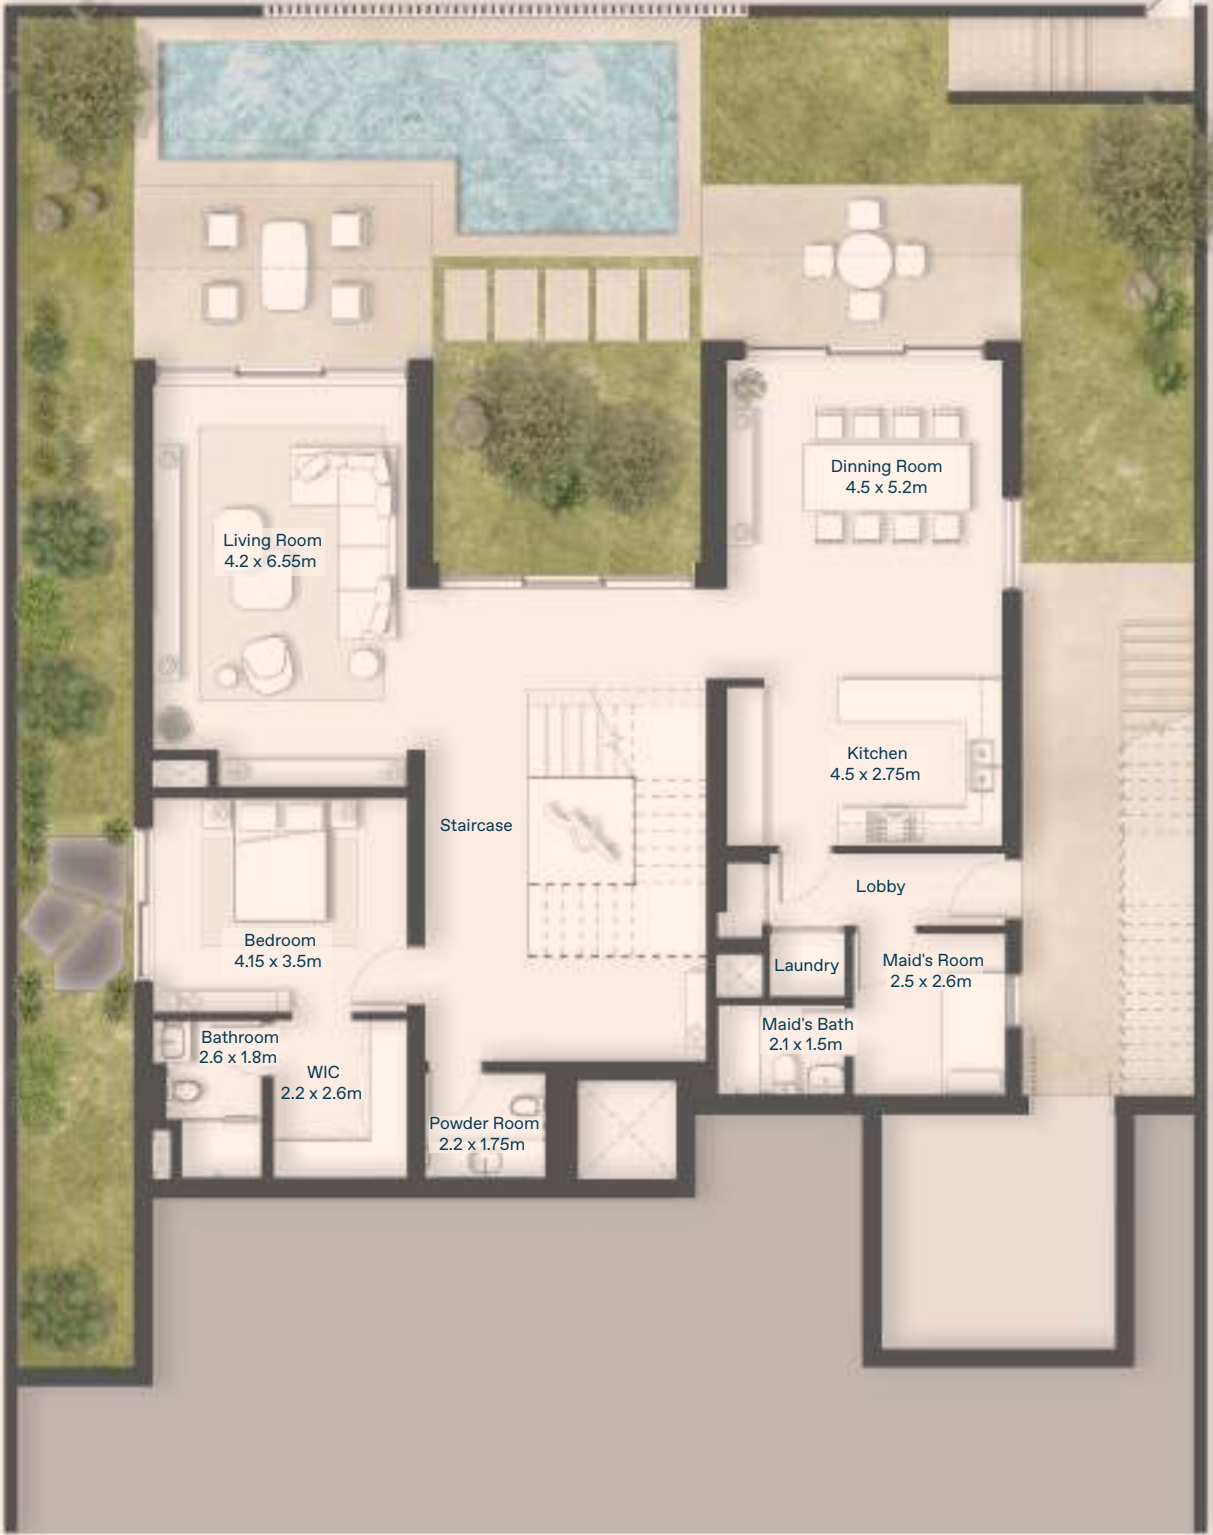 Dinning Room
4.5 x 5.2m
Living Room
4.2 x 6.55m
Kitchen
4.5 x 2.75m
Staircase
Lobby
Bedroom
4.15 x 3.5m
Laundry
Maid's Room
2.5 x 2.6m
Maid's Bath
2.1 x 1.5m
Bathroom
2.6 x 1.8m
WIC
2.2 x 2.6m
Powder Room
2.2 x 1.75m